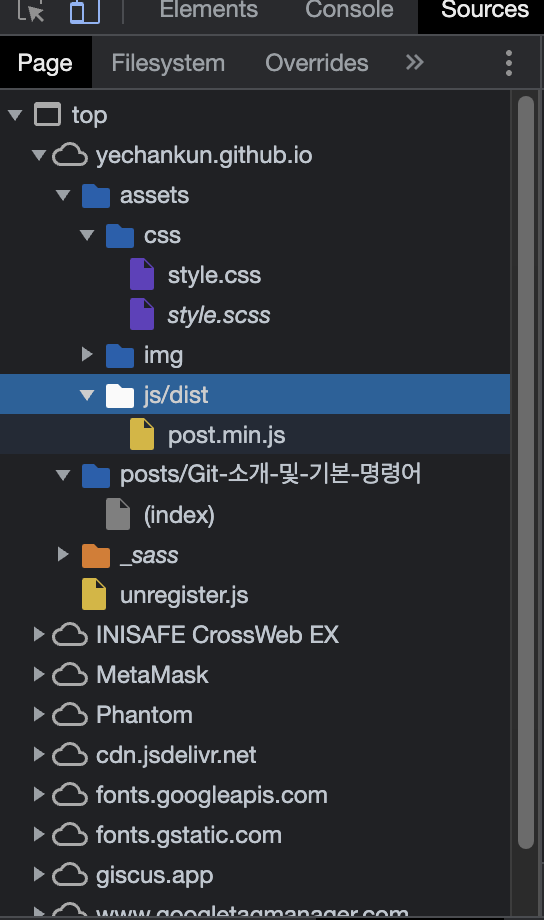 Elements Console Sources
Page Filesystem Overrides »
top
yechankun.github.io
assets
css
style.css
style.scss
img
js/dist
post.min.js
posts/Git-소개-및-기본-명령어
(index)
_sass
unregister.js
INISAFE CrossWeb EX
MetaMask
Phantom
cdn.jsdelivr.net
fonts.googleapis.com
fonts.gstatic.com
giscus.app
www.googletagmanager.com